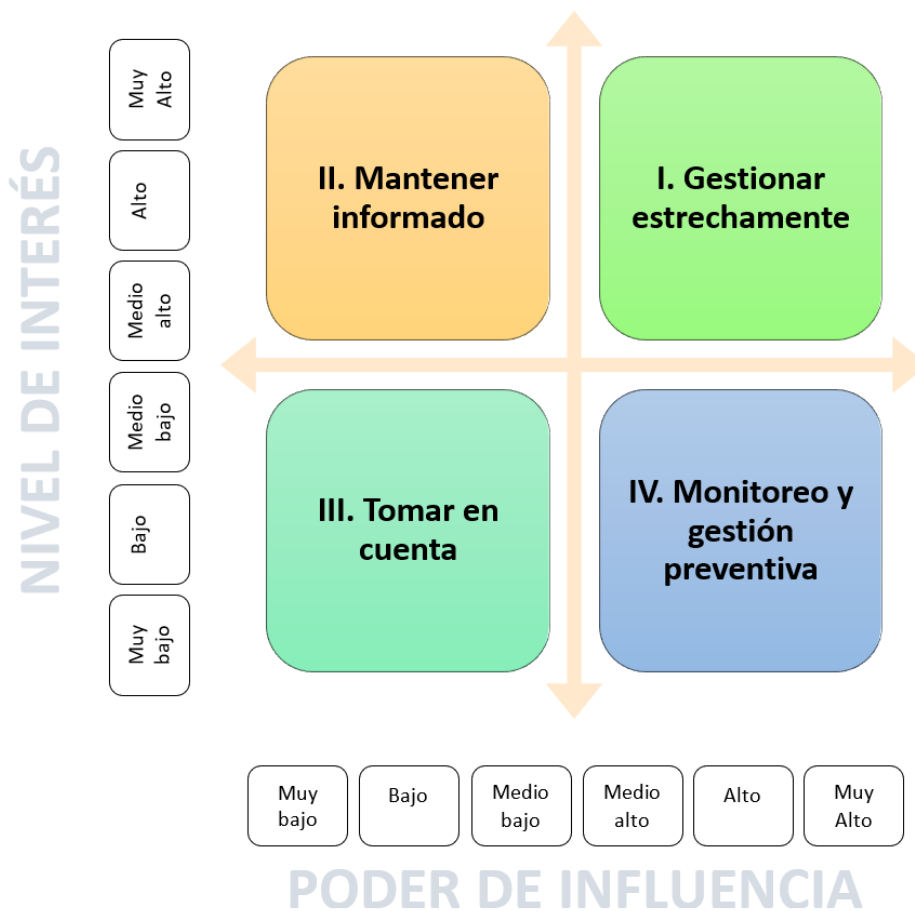 NIVEL DE INTERÉS
Muy
Alto
Alto
Medio
alto
Medio
bajo
Bajo
Muy
bajo
II. Mantener
informado
I. Gestionar
estrechamente
III. Tomar en
cuenta
IV. Monitoreo y
gestión
preventiva
Muy
bajo
Bajo
Medio
bajo
Medio
alto
Alto
Muy
Alto
PODER DE INFLUENCIA